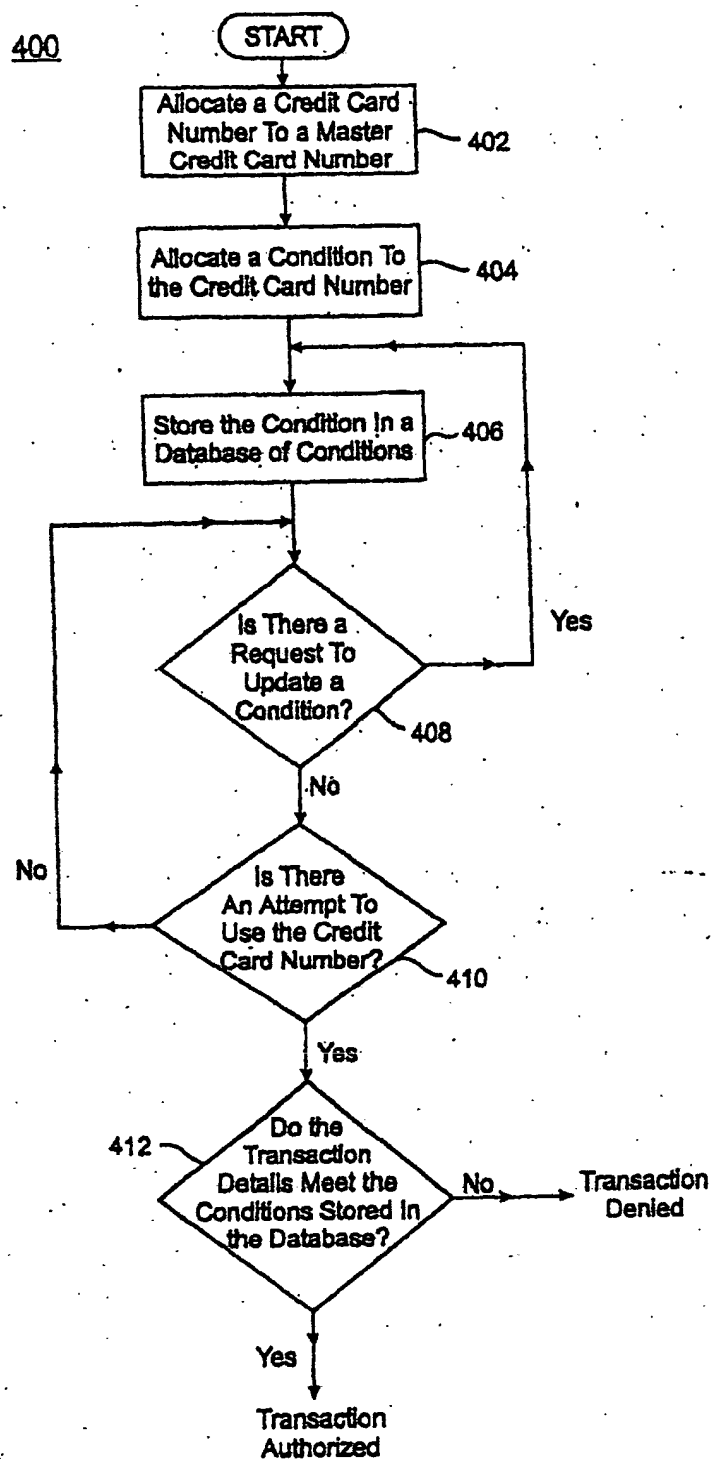 400
START
Allocate a Credit Card
Number To a Master
Credit Card Number
402
Allocate a Condition To
the Credit Card Number
404
Store the Condition In a
Database of Conditions
406
Is There a
Request To
Update a
Condition?
408
Yes
No
Is There
An Attempt To
Use the Credit
Card Number?
410
No
Yes
412
Do the
Transaction
Details Meet the
Conditions Stored In
the Database?
No
Transaction
Denied
Yes
Transaction
Authorized